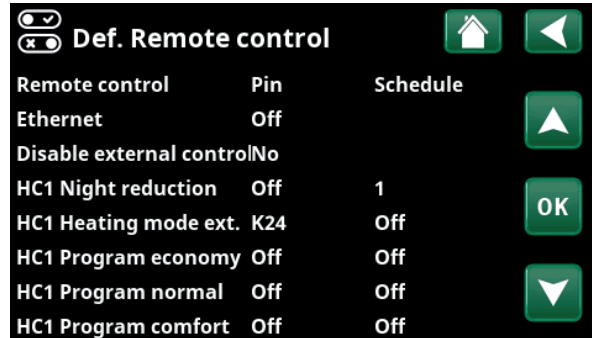 Def. Remote control
Remote control Pin Schedule
Ethernet Off
Disable external control No
HC1 Night reduction Off 1
OK
HC1 Heating mode ext. K24 Off
HC1 Program economy Off Off
HC1 Program normal Off Off
HC1 Program comfort Off Off